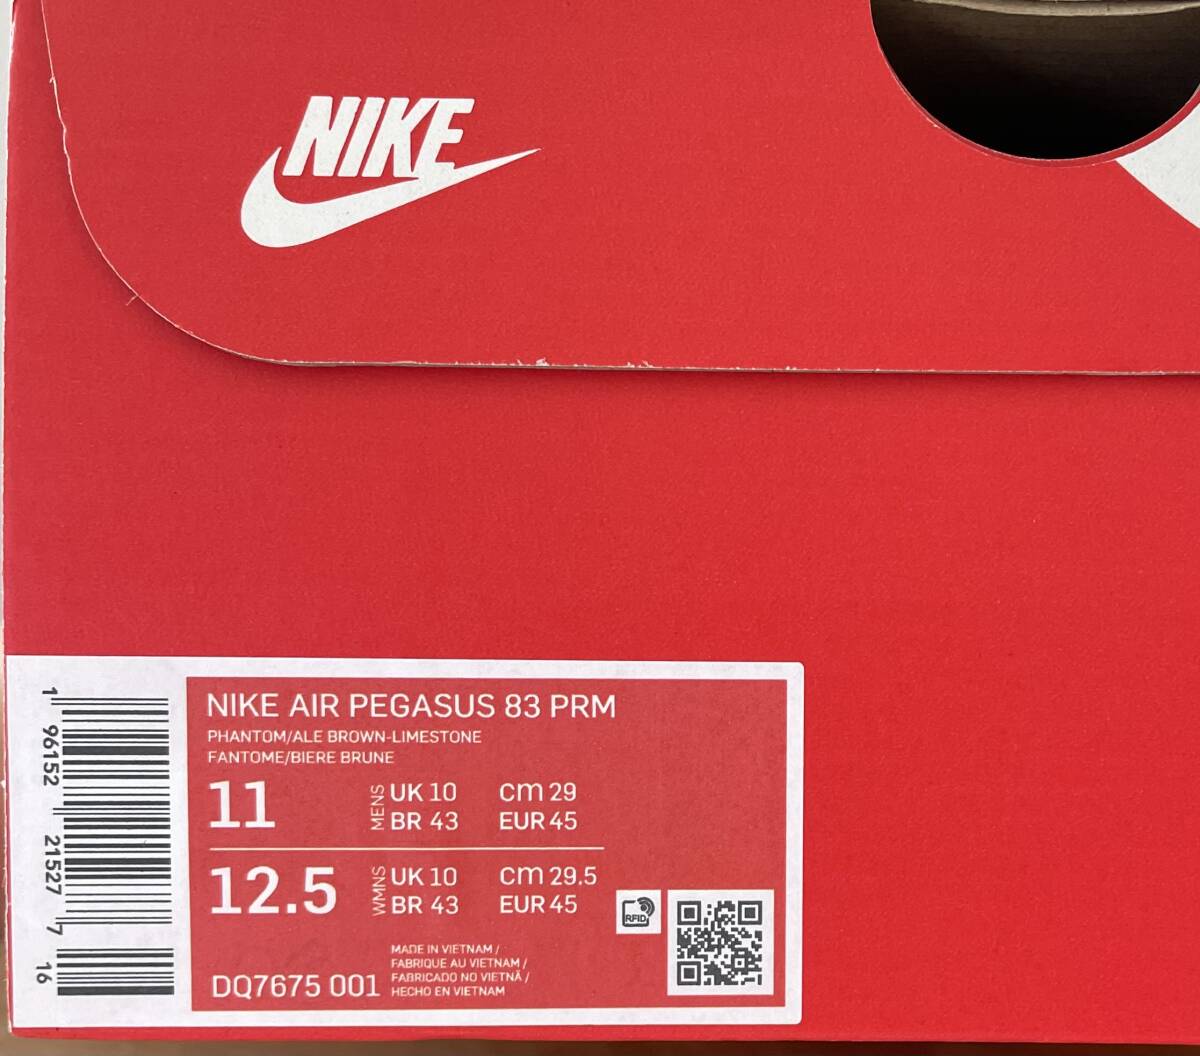 NIKE
NIKE AIR PEGASUS 83 PRM
PHANTOM/ALE BROWN-LIMESTONE
FANTOME/BIERE BRUNE
11 MENS UK 10 cm 29
BR 43 EUR 45
12.5 WMNS UK 10 cm 29.5
BR 43 EUR 45
RFID
DQ7675 001
MADE IN VIETNAM /
FABRIQUE AU VIETNAM /
FABRICADO NO VIETNÃ /
HECHO EN VIETNAM
1 96152 21527 7 16